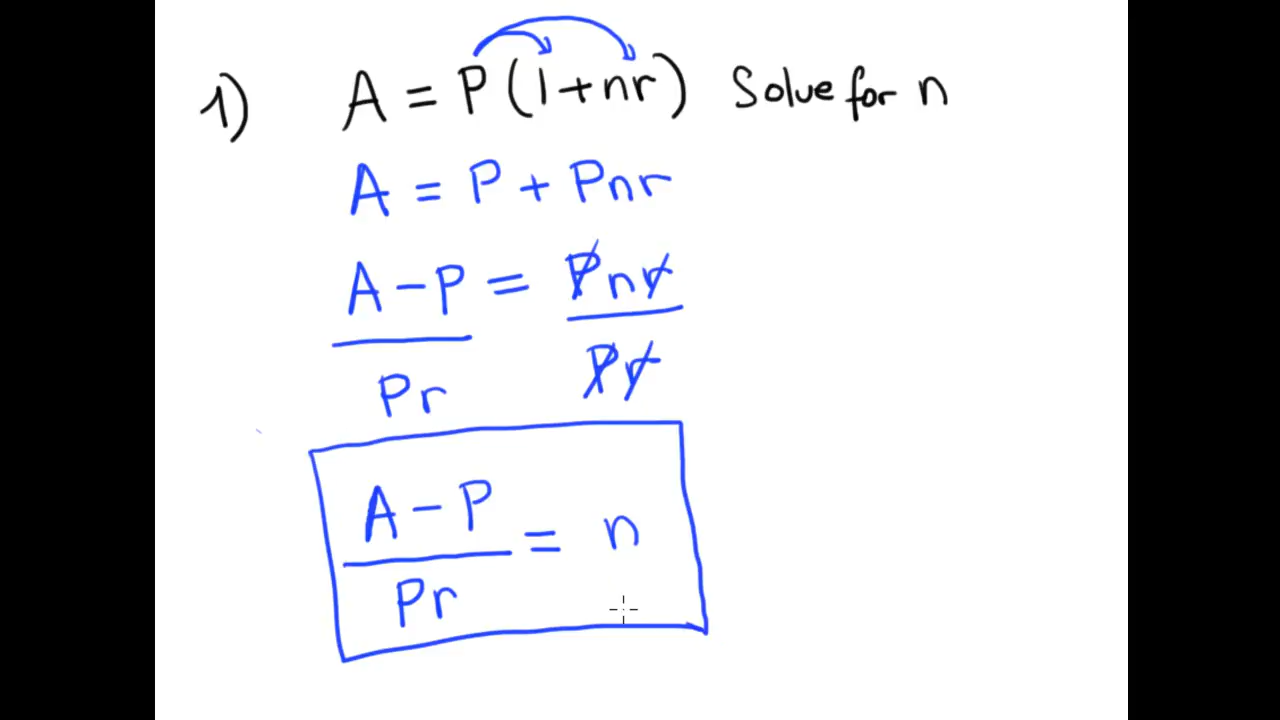 1) A = P (1 + nr) Solve for n
A = P + Pnr
A - P = Pnr
Pr Pr
A - P
= n
Pr